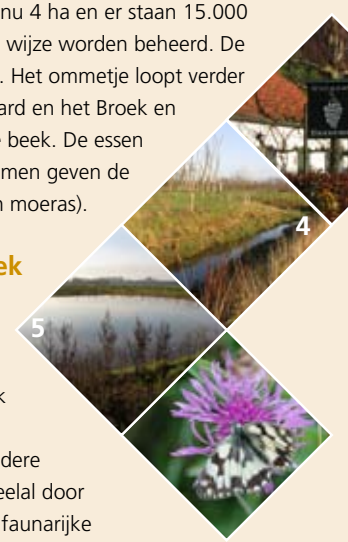 nu 4 ha en er staan 15.000
wijze worden beheerd. De
. Het ommetje loopt verder
ard en het Broek en
beek. De essen
men geven de
moeras).
ek
4
5
k
dere
eelal door
faunarijke